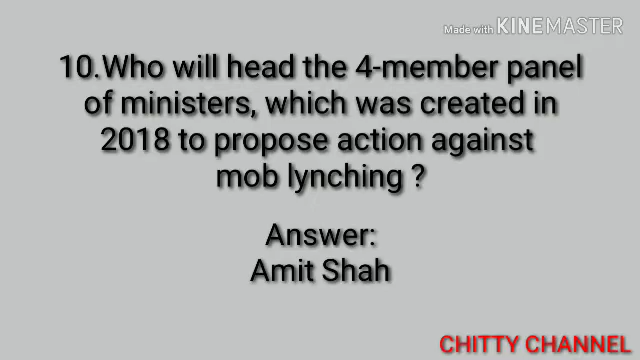 Made with KINEMASTER
10.Who will head the 4-member panel
of ministers, which was created in
2018 to propose action against
mob lynching ?
Answer:
Amit Shah
CHITTY CHANNEL